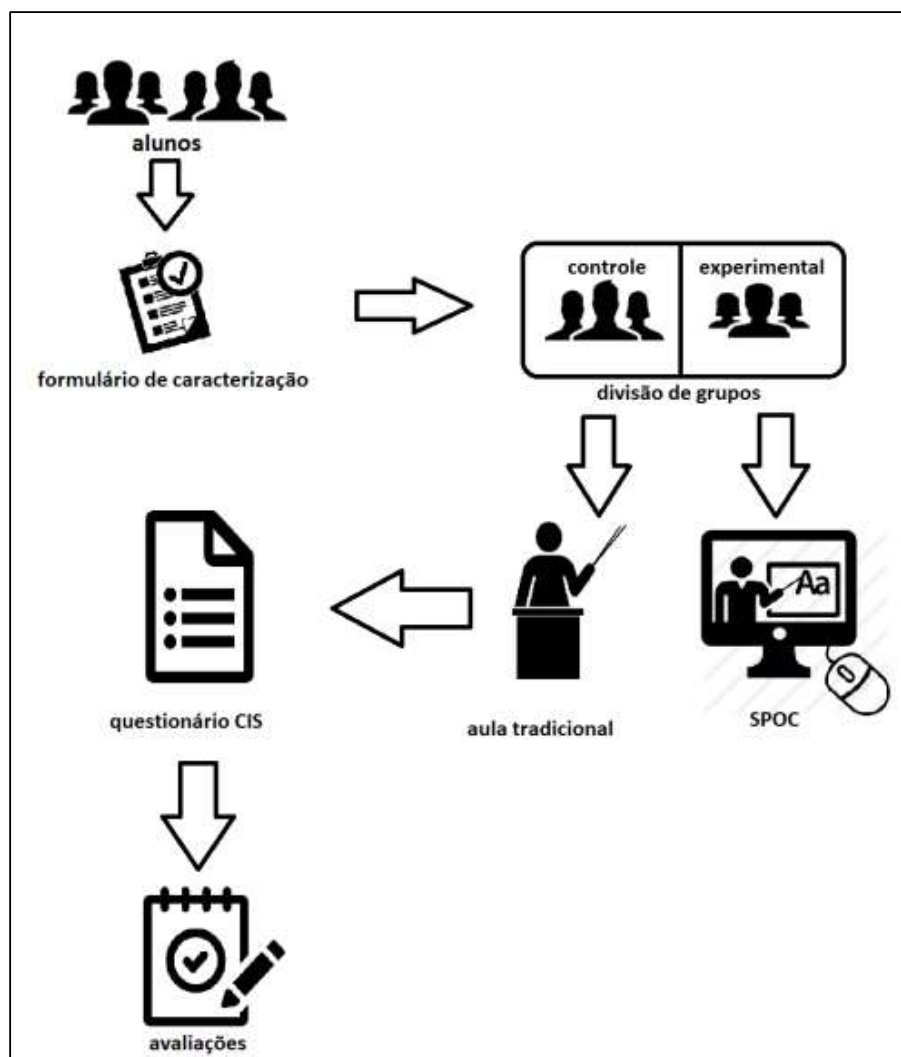 alunos
formulário de caracterização
controle
experimental
divisão de grupos
Aa
aula tradicional
SPOC
questionário CIS
avaliações